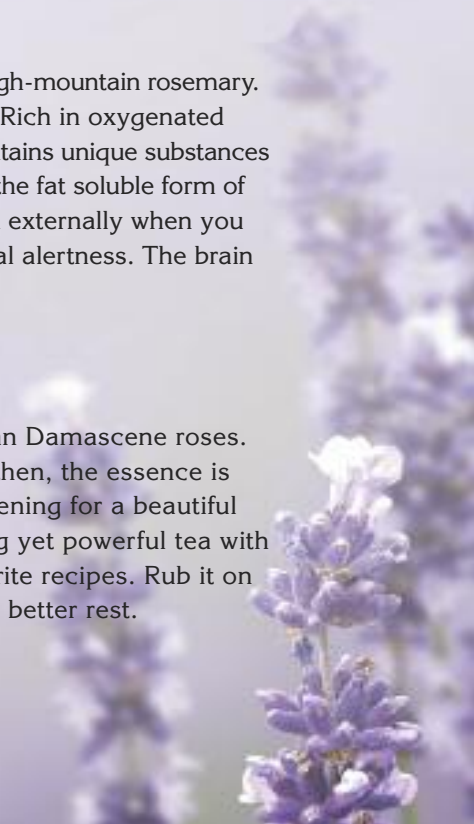 gh-mountain rosemary.
Rich in oxygenated
tains unique substances
the fat soluble form of
externally when you
al alertness. The brain
n Damascene roses.
hen, the essence is
ening for a beautiful
g yet powerful tea with
rite recipes. Rub it on
better rest.